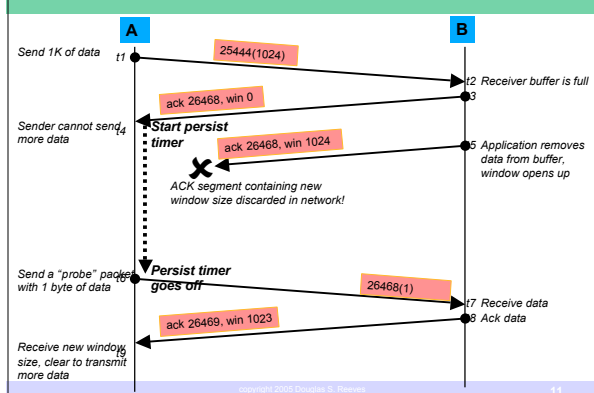 A
B
Send 1K of data
t1
25444(1024)
t2 Receiver buffer is full
3
ack 26468, win 0
Sender cannot send
more data
t4
Start persist
timer
ack 26468, win 1024
5 Application removes
data from buffer,
window opens up
ACK segment containing new
window size discarded in network!
Send a "probe" packet
with 1 byte of data
t6
Persist timer
goes off
26468(1)
t7 Receive data
8 Ack data
ack 26469, win 1023
Receive new window
size, clear to transmit
more data
t9
copyright 2005 Douglas S. Reeves
11